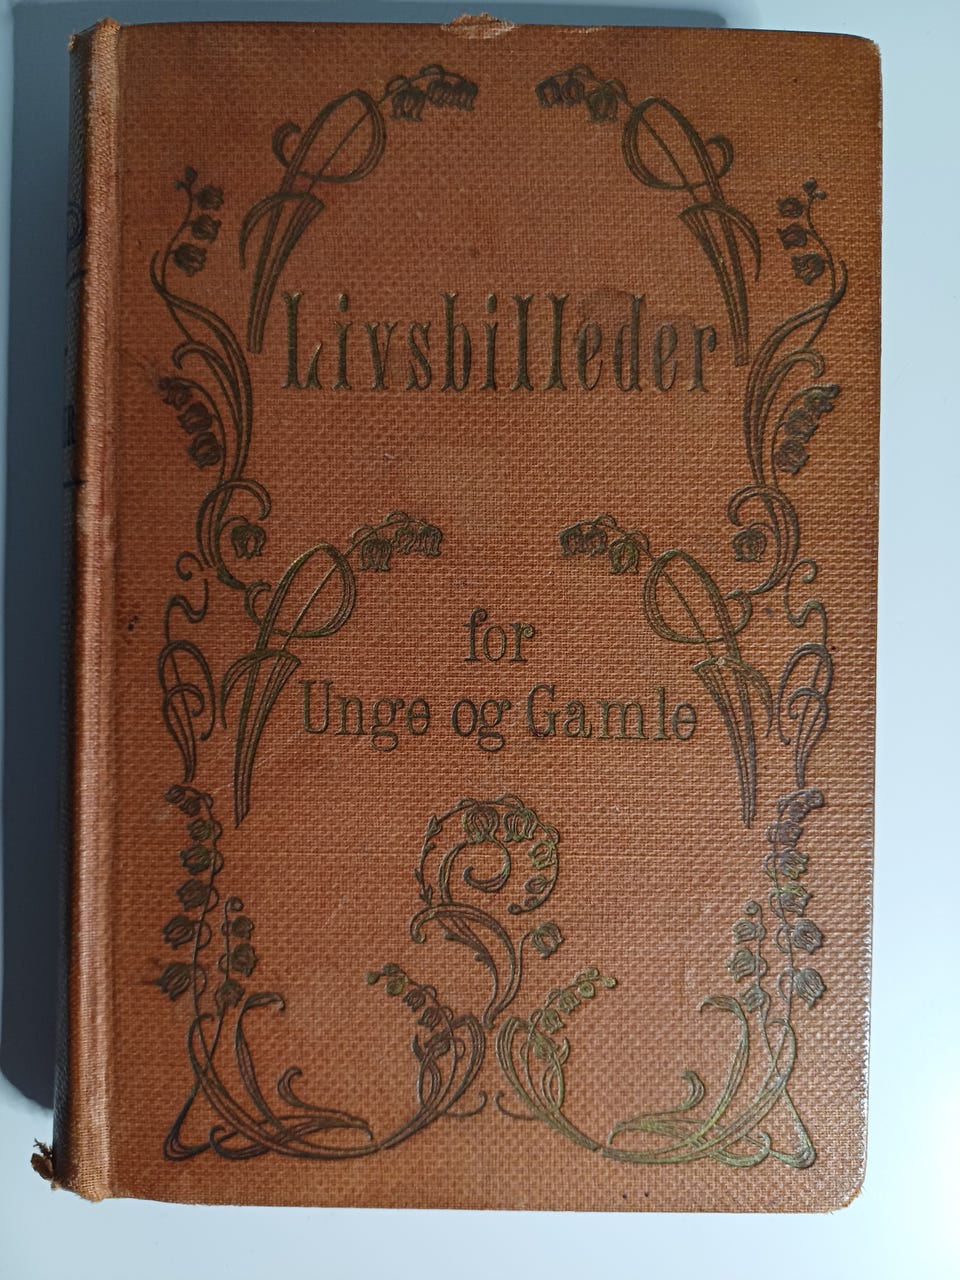 Livsbilleder
for
Unge og Gamle